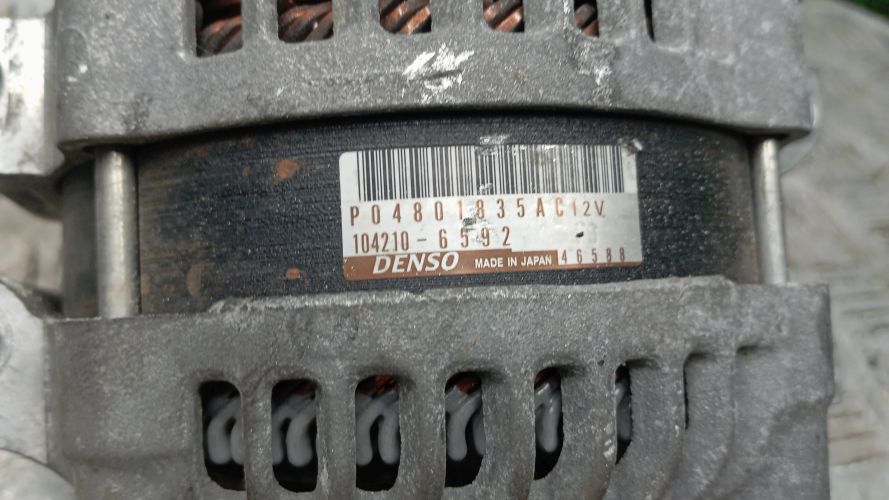 P04801835AC 12V
104210-6592
DENSO MADE IN JAPAN 46588